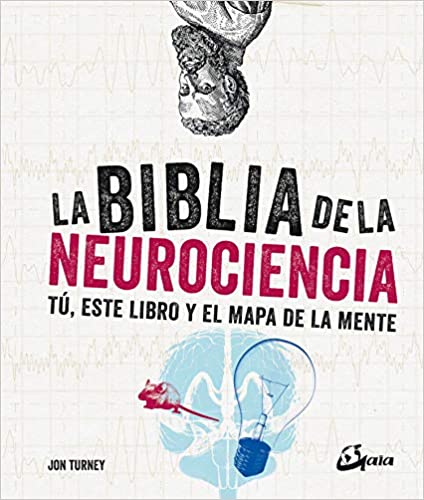 LA BIBLIA DE LA
NEUROCIENCIA
TÚ, ESTE LIBRO Y EL MAPA DE LA MENTE
JON TURNEY
Gaia